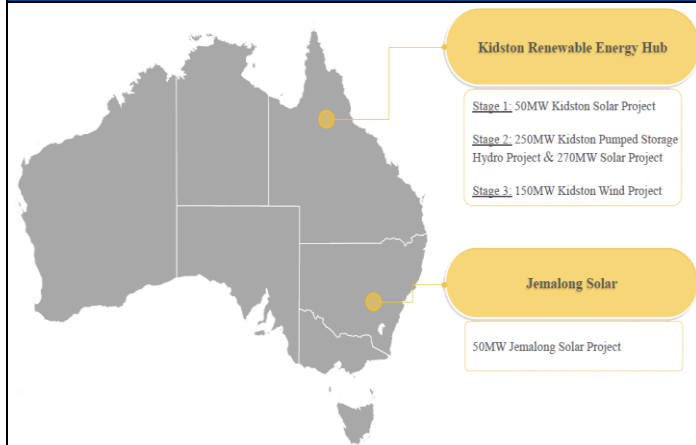 Kidston Renewable Energy Hub
Stage 1: 50MW Kidston Solar Project
Stage 2: 250MW Kidston Pumped Storage
Hydro Project & 270MW Solar Project
Stage 3: 150MW Kidston Wind Project
Jemalong Solar
50MW Jemalong Solar Project